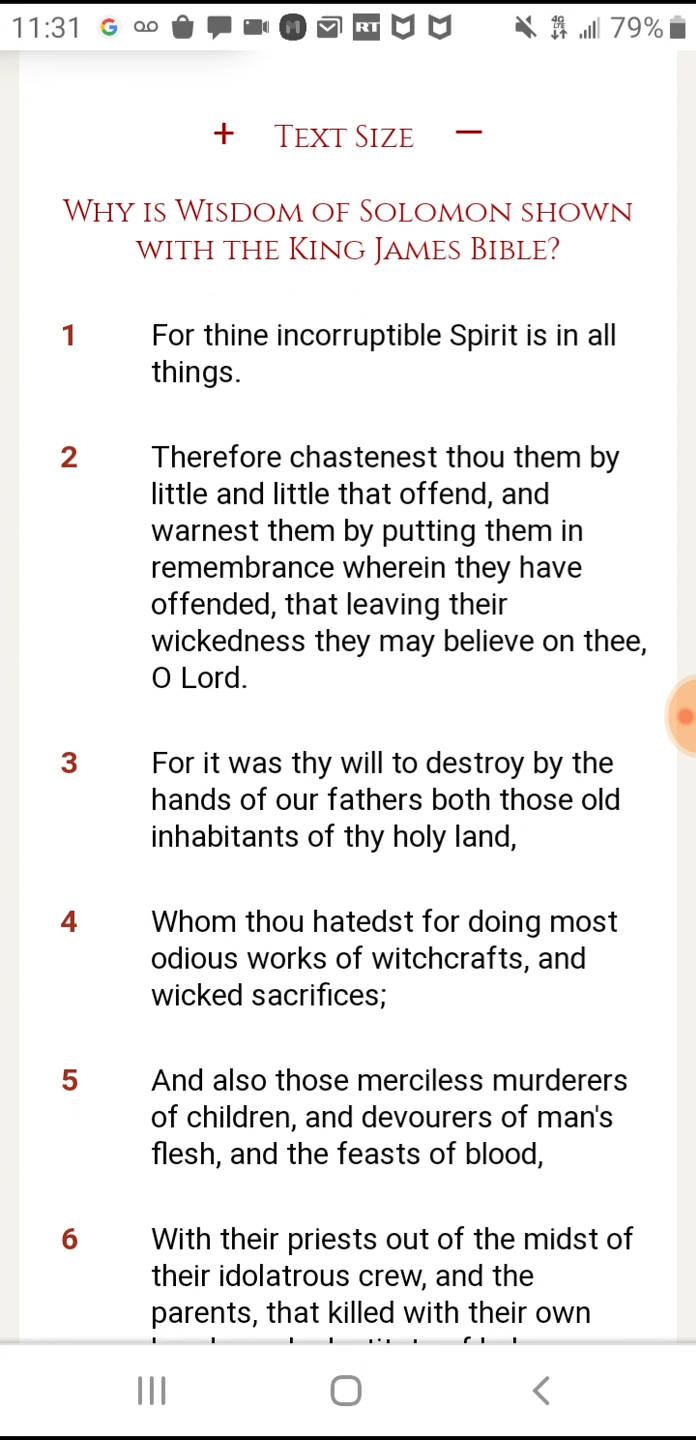 11:31 G M RT 4G LTE 79%
+ Text Size −
Why is Wisdom of Solomon shown
with the King James Bible?
1 For thine incorruptible Spirit is in all
things.
2 Therefore chastenest thou them by
little and little that offend, and
warnest them by putting them in
remembrance wherein they have
offended, that leaving their
wickedness they may believe on thee,
O Lord.
3 For it was thy will to destroy by the
hands of our fathers both those old
inhabitants of thy holy land,
4 Whom thou hatedst for doing most
odious works of witchcrafts, and
wicked sacrifices;
5 And also those merciless murderers
of children, and devourers of man's
flesh, and the feasts of blood,
6 With their priests out of the midst of
their idolatrous crew, and the
parents, that killed with their own